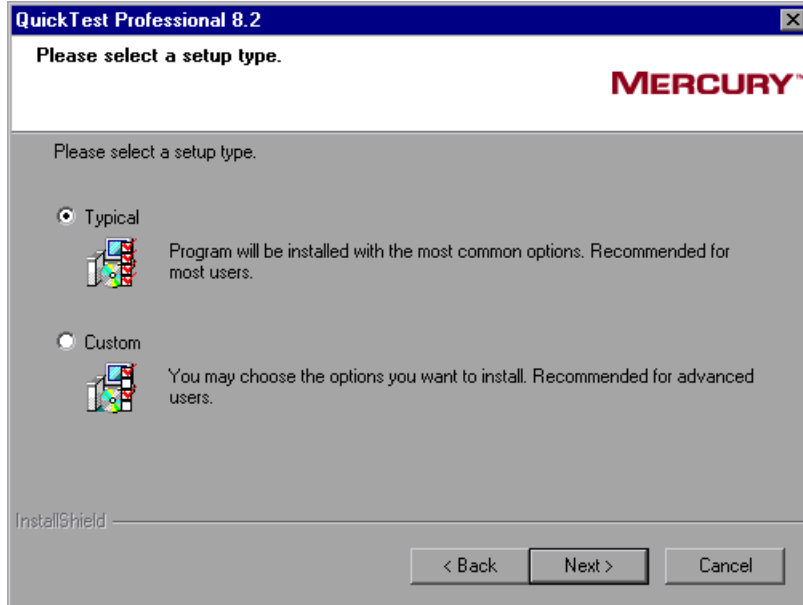 QuickTest Professional 8.2
Please select a setup type.
MERCURY™
Please select a setup type.
Typical
Program will be installed with the most common options. Recommended for
most users.
Custom
You may choose the options you want to install. Recommended for advanced
users.
InstallShield
< Back Next > Cancel